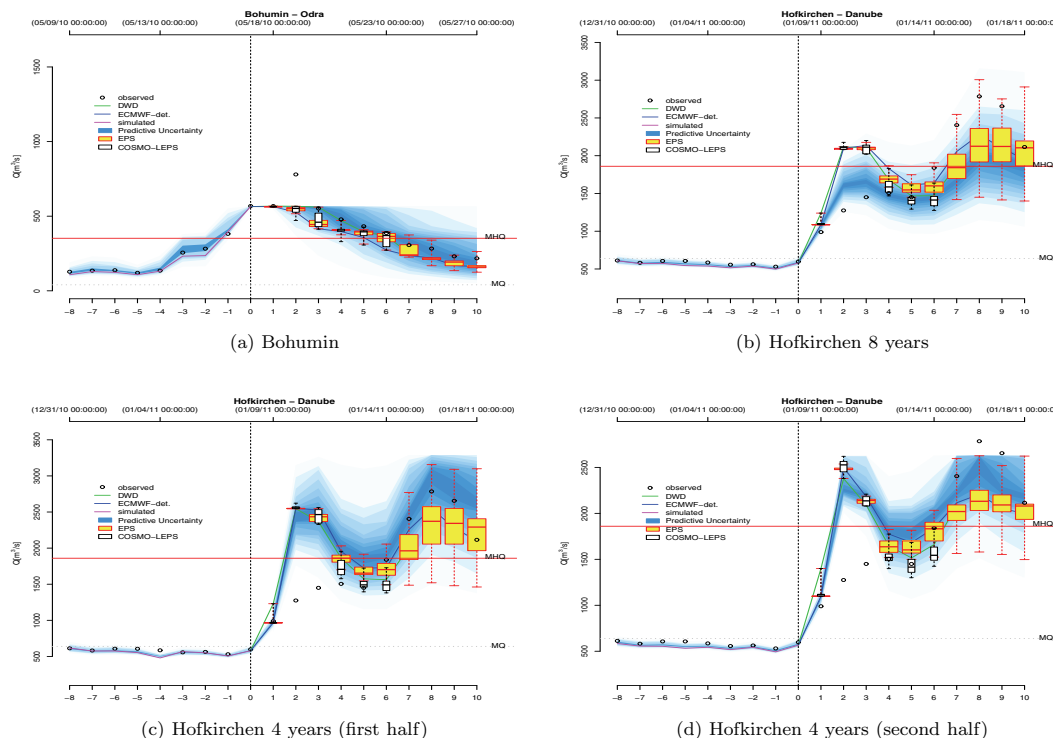 Bohumin − Odra
(05/09/10 00:00:00) (05/13/10 00:00:00) (05/18/10 00:00:00) (05/23/10 00:00:00) (05/27/10 00:00:00)
Q[m³/s]
1500
1000
500
0
observed
DWD
ECMWF−det.
simulated
Predictive Uncertainty
EPS
COSMO−LEPS
MHQ
MQ
−8 −7 −6 −5 −4 −3 −2 −1 0 1 2 3 4 5 6 7 8 9 10
(a) Bohumin
Hofkirchen − Danube
(12/31/10 00:00:00) (01/04/11 00:00:00) (01/09/11 00:00:00) (01/14/11 00:00:00) (01/18/11 00:00:00)
Q[m³/s]
3500
3000
2500
2000
1500
1000
500
observed
DWD
ECMWF−det.
simulated
Predictive Uncertainty
EPS
COSMO−LEPS
MHQ
MQ
−8 −7 −6 −5 −4 −3 −2 −1 0 1 2 3 4 5 6 7 8 9 10
(b) Hofkirchen 8 years
Hofkirchen − Danube
(12/31/10 00:00:00) (01/04/11 00:00:00) (01/09/11 00:00:00) (01/14/11 00:00:00) (01/18/11 00:00:00)
Q[m³/s]
3500
3000
2500
2000
1500
1000
500
observed
DWD
ECMWF−det.
simulated
Predictive Uncertainty
EPS
COSMO−LEPS
MHQ
MQ
−8 −7 −6 −5 −4 −3 −2 −1 0 1 2 3 4 5 6 7 8 9 10
(c) Hofkirchen 4 years (first half)
Hofkirchen − Danube
(12/31/10 00:00:00) (01/04/11 00:00:00) (01/09/11 00:00:00) (01/14/11 00:00:00) (01/18/11 00:00:00)
Q[m³/s]
2500
2000
1500
1000
500
observed
DWD
ECMWF−det.
simulated
Predictive Uncertainty
EPS
COSMO−LEPS
MHQ
MQ
−8 −7 −6 −5 −4 −3 −2 −1 0 1 2 3 4 5 6 7 8 9 10
(d) Hofkirchen 4 years (second half)